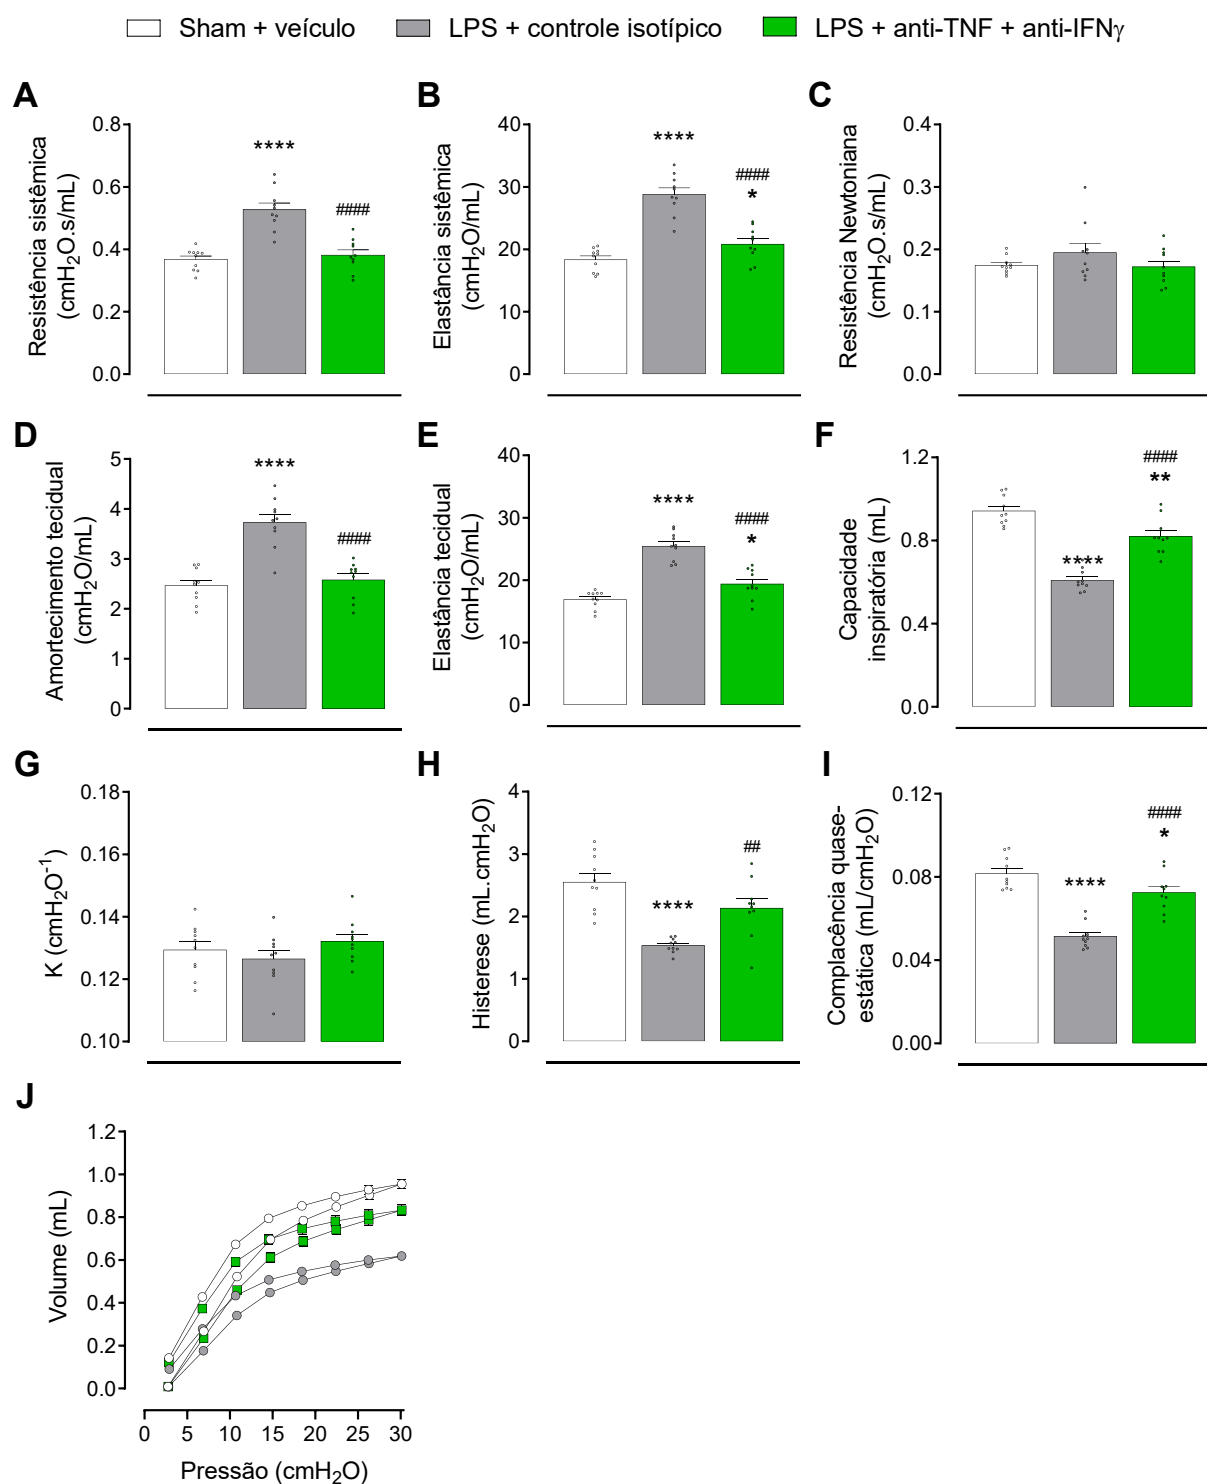 Sham + veículo LPS + controle isotípico LPS + anti-TNF + anti-IFNγ
A
Resistência sistêmica
(cmH₂O.s/mL)
0.8
0.6
0.4
0.2
0.0
****
####
B
Elastância sistêmica
(cmH₂O/mL)
40
30
20
10
0
****
####
*
C
Resistência Newtoniana
(cmH₂O.s/mL)
0.4
0.3
0.2
0.1
0.0
D
Amortecimento tecidual
(cmH₂O/mL)
5
4
3
2
1
0
****
####
E
Elastância tecidual
(cmH₂O/mL)
40
30
20
10
0
****
####
*
F
Capacidade
inspiratória (mL)
1.2
0.8
0.4
0.0
****
####
**
G
K (cmH₂O⁻¹)
0.18
0.16
0.14
0.12
0.10
H
Histerese (mL.cmH₂O)
4
3
2
1
0
****
##
I
Complacência quase-
estática (mL/cmH₂O)
0.12
0.08
0.04
0.00
****
####
*
J
Volume (mL)
1.2
1.0
0.8
0.6
0.4
0.2
0.0
0 5 10 15 20 25 30
Pressão (cmH₂O)